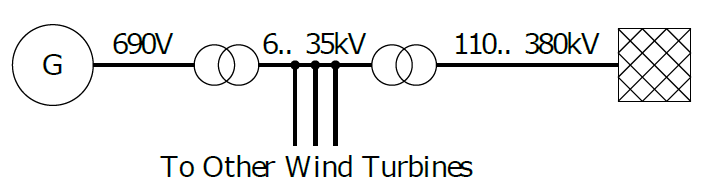 690V
6.. 35kV
110.. 380kV
G
To Other Wind Turbines